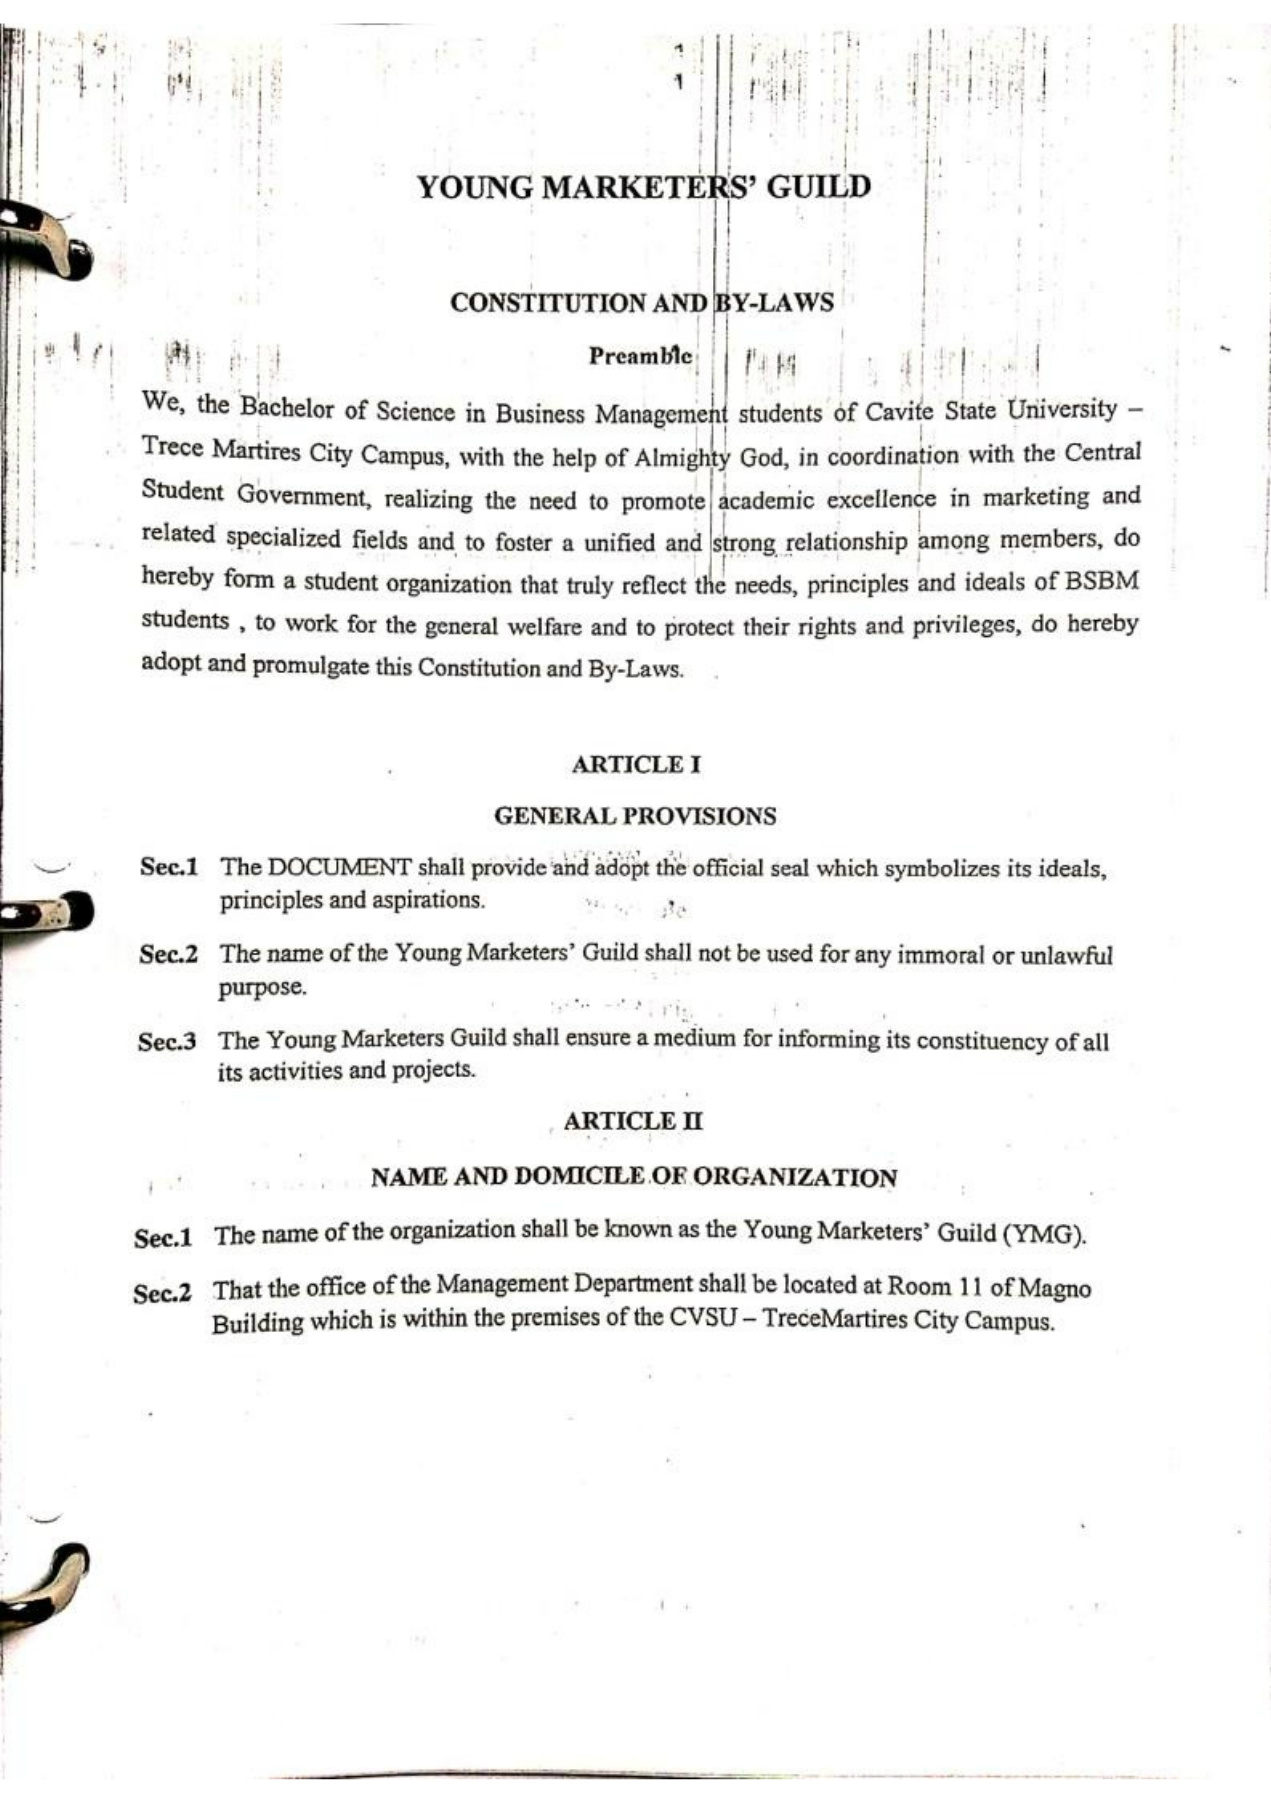 YOUNG MARKETERS’ GUILD
CONSTITUTION AND BY-LAWS
Preamble
We, the Bachelor of Science in Business Management students of Cavite State University –
Trece Martires City Campus, with the help of Almighty God, in coordination with the Central
Student Government, realizing the need to promote academic excellence in marketing and
related specialized fields and to foster a unified and strong relationship among members, do
hereby form a student organization that truly reflect the needs, principles and ideals of BSBM
students , to work for the general welfare and to protect their rights and privileges, do hereby
adopt and promulgate this Constitution and By-Laws.
ARTICLE I
GENERAL PROVISIONS
Sec.1 The DOCUMENT shall provide and adopt the official seal which symbolizes its ideals,
principles and aspirations.
Sec.2 The name of the Young Marketers’ Guild shall not be used for any immoral or unlawful
purpose.
Sec.3 The Young Marketers Guild shall ensure a medium for informing its constituency of all
its activities and projects.
ARTICLE II
NAME AND DOMICILE OF ORGANIZATION
Sec.1 The name of the organization shall be known as the Young Marketers’ Guild (YMG).
Sec.2 That the office of the Management Department shall be located at Room 11 of Magno
Building which is within the premises of the CVSU – TreceMartires City Campus.